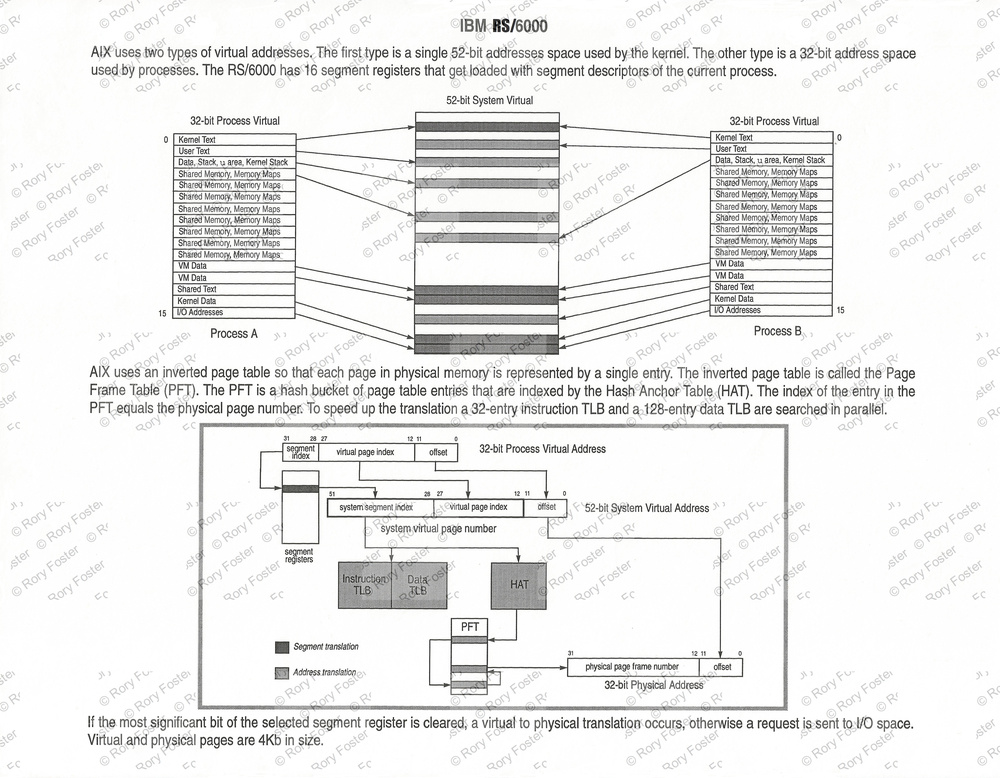 IBM RS/6000
AIX uses two types of virtual addresses. The first type is a single 52-bit addresses space used by the kernel. The other type is a 32-bit address space
used by processes. The RS/6000 has 16 segment registers that get loaded with segment descriptors of the current process.
52-bit System Virtual
32-bit Process Virtual
0
Kernel Text
User Text
Data, Stack, u area, Kernel Stack
Shared Memory, Memory Maps
Shared Memory, Memory Maps
Shared Memory, Memory Maps
Shared Memory, Memory Maps
Shared Memory, Memory Maps
Shared Memory, Memory Maps
Shared Memory, Memory Maps
Shared Memory, Memory Maps
VM Data
VM Data
Shared Text
Kernel Data
15 I/O Addresses
Process A
32-bit Process Virtual
Kernel Text 0
User Text
Data, Stack, u area, Kernel Stack
Shared Memory, Memory Maps
Shared Memory, Memory Maps
Shared Memory, Memory Maps
Shared Memory, Memory Maps
Shared Memory, Memory Maps
Shared Memory, Memory Maps
Shared Memory, Memory Maps
Shared Memory, Memory Maps
VM Data
VM Data
Shared Text
Kernel Data
I/O Addresses 15
Process B
AIX uses an inverted page table so that each page in physical memory is represented by a single entry. The inverted page table is called the Page
Frame Table (PFT). The PFT is a hash bucket of page table entries that are indexed by the Hash Anchor Table (HAT). The index of the entry in the
PFT equals the physical page number. To speed up the translation a 32-entry instruction TLB and a 128-entry data TLB are searched in parallel.
31 28 27 12 11 0
segment index virtual page index offset 32-bit Process Virtual Address
51 28 27 12 11 0
system segment index virtual page index offset 52-bit System Virtual Address
system virtual page number
segment
registers
Instruction TLB
Data TLB
HAT
PFT
Segment translation
Address translation
31 12 11 0
physical page frame number offset
32-bit Physical Address
If the most significant bit of the selected segment register is cleared, a virtual to physical translation occurs, otherwise a request is sent to I/O space.
Virtual and physical pages are 4Kb in size.
© Rory Foster